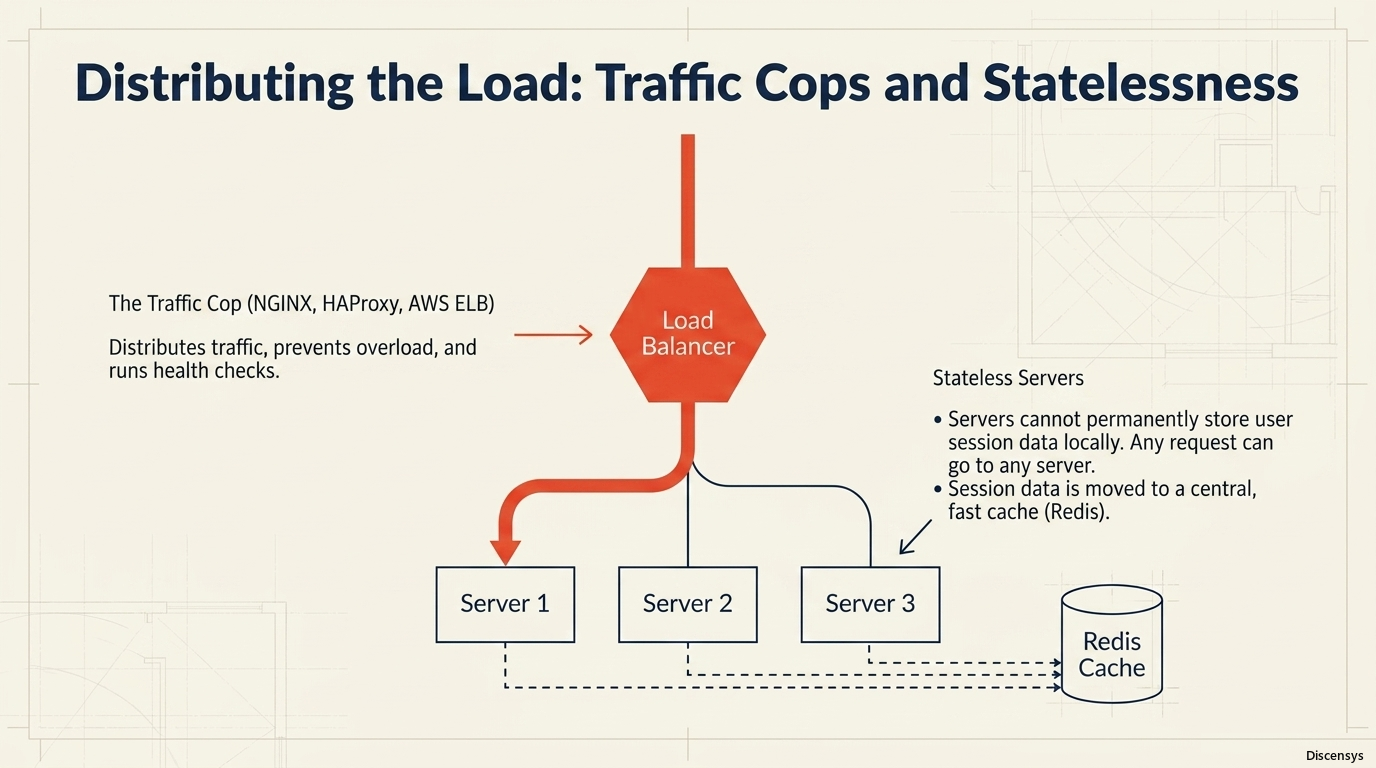 Distributing the Load: Traffic Cops and Statelessness
The Traffic Cop (NGINX, HAProxy, AWS ELB)
Distributes traffic, prevents overload, and
runs health checks.
Load
Balancer
Stateless Servers
• Servers cannot permanently store user
session data locally. Any request can
go to any server.
• Session data is moved to a central,
fast cache (Redis).
Server 1
Server 2
Server 3
Redis
Cache
Discensys